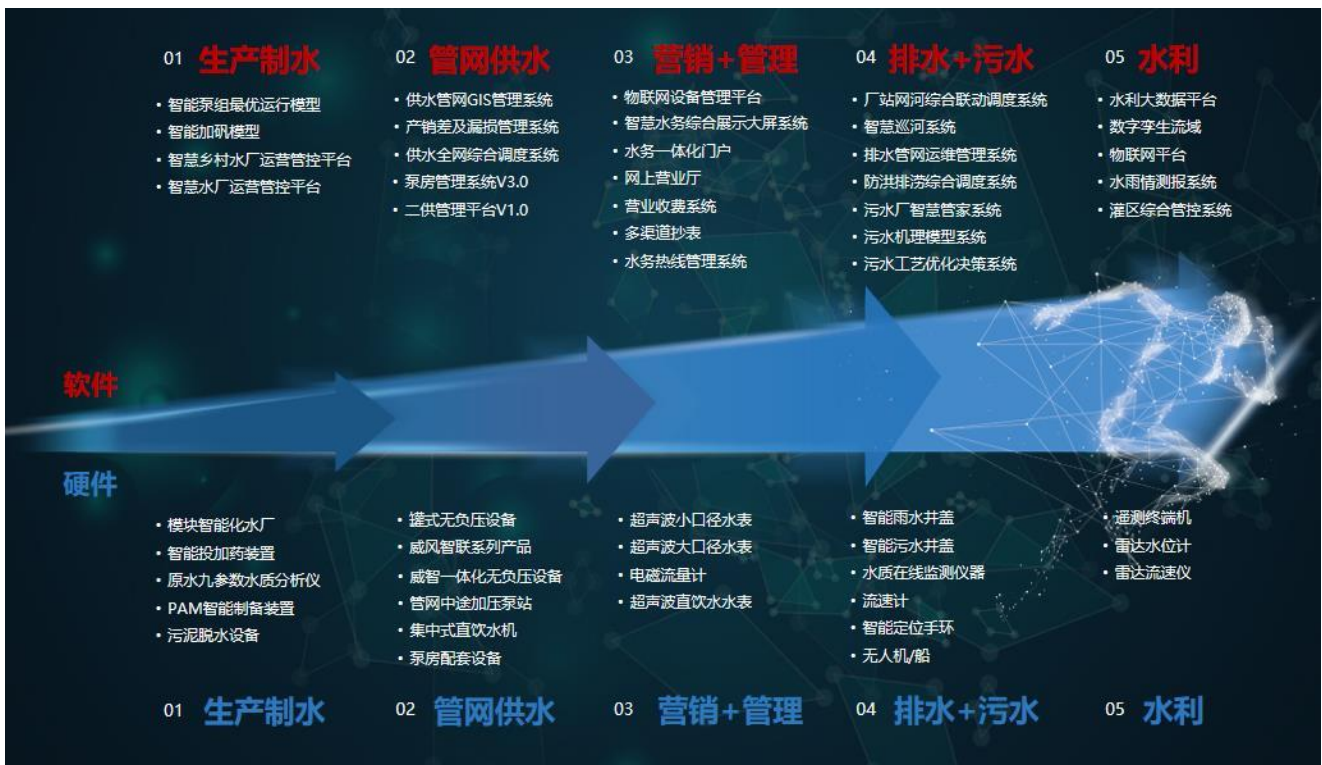 01 生产制水
• 智能泵组最优运行模型
• 智能加矾模型
• 智慧乡村水厂运营管控平台
• 智慧水厂运营管控平台
02 管网供水
• 供水管网GIS管理系统
• 产销差及漏损管理系统
• 供水全网综合调度系统
• 泵房管理系统V3.0
• 二供管理平台V1.0
03 营销+管理
• 物联网设备管理平台
• 智慧水务综合展示大屏系统
• 水务一体化门户
• 网上营业厅
• 营业收费系统
• 多渠道抄表
• 水务热线管理系统
04 排水+污水
• 厂站网河综合联动调度系统
• 智慧巡河系统
• 排水管网运维管理系统
• 防洪排涝综合调度系统
• 污水厂智慧管家系统
• 污水机理模型系统
• 污水工艺优化决策系统
05 水利
• 水利大数据平台
• 数字孪生流域
• 物联网平台
• 水雨情测报系统
• 灌区综合管控系统
软件
硬件
• 模块智能化水厂
• 智能投加药装置
• 原水九参数水质分析仪
• PAM智能制备装置
• 污泥脱水设备
• 罐式无负压设备
• 威风智联系列产品
• 威智一体化无负压设备
• 管网中途加压泵站
• 集中式直饮水机
• 泵房配套设备
• 超声波小口径水表
• 超声波大口径水表
• 电磁流量计
• 超声波直饮水水表
• 智能雨水井盖
• 智能污水井盖
• 水质在线监测仪器
• 流速计
• 智能定位手环
• 无人机/船
• 遥测终端机
• 雷达水位计
• 雷达流速仪
01 生产制水
02 管网供水
03 营销+管理
04 排水+污水
05 水利